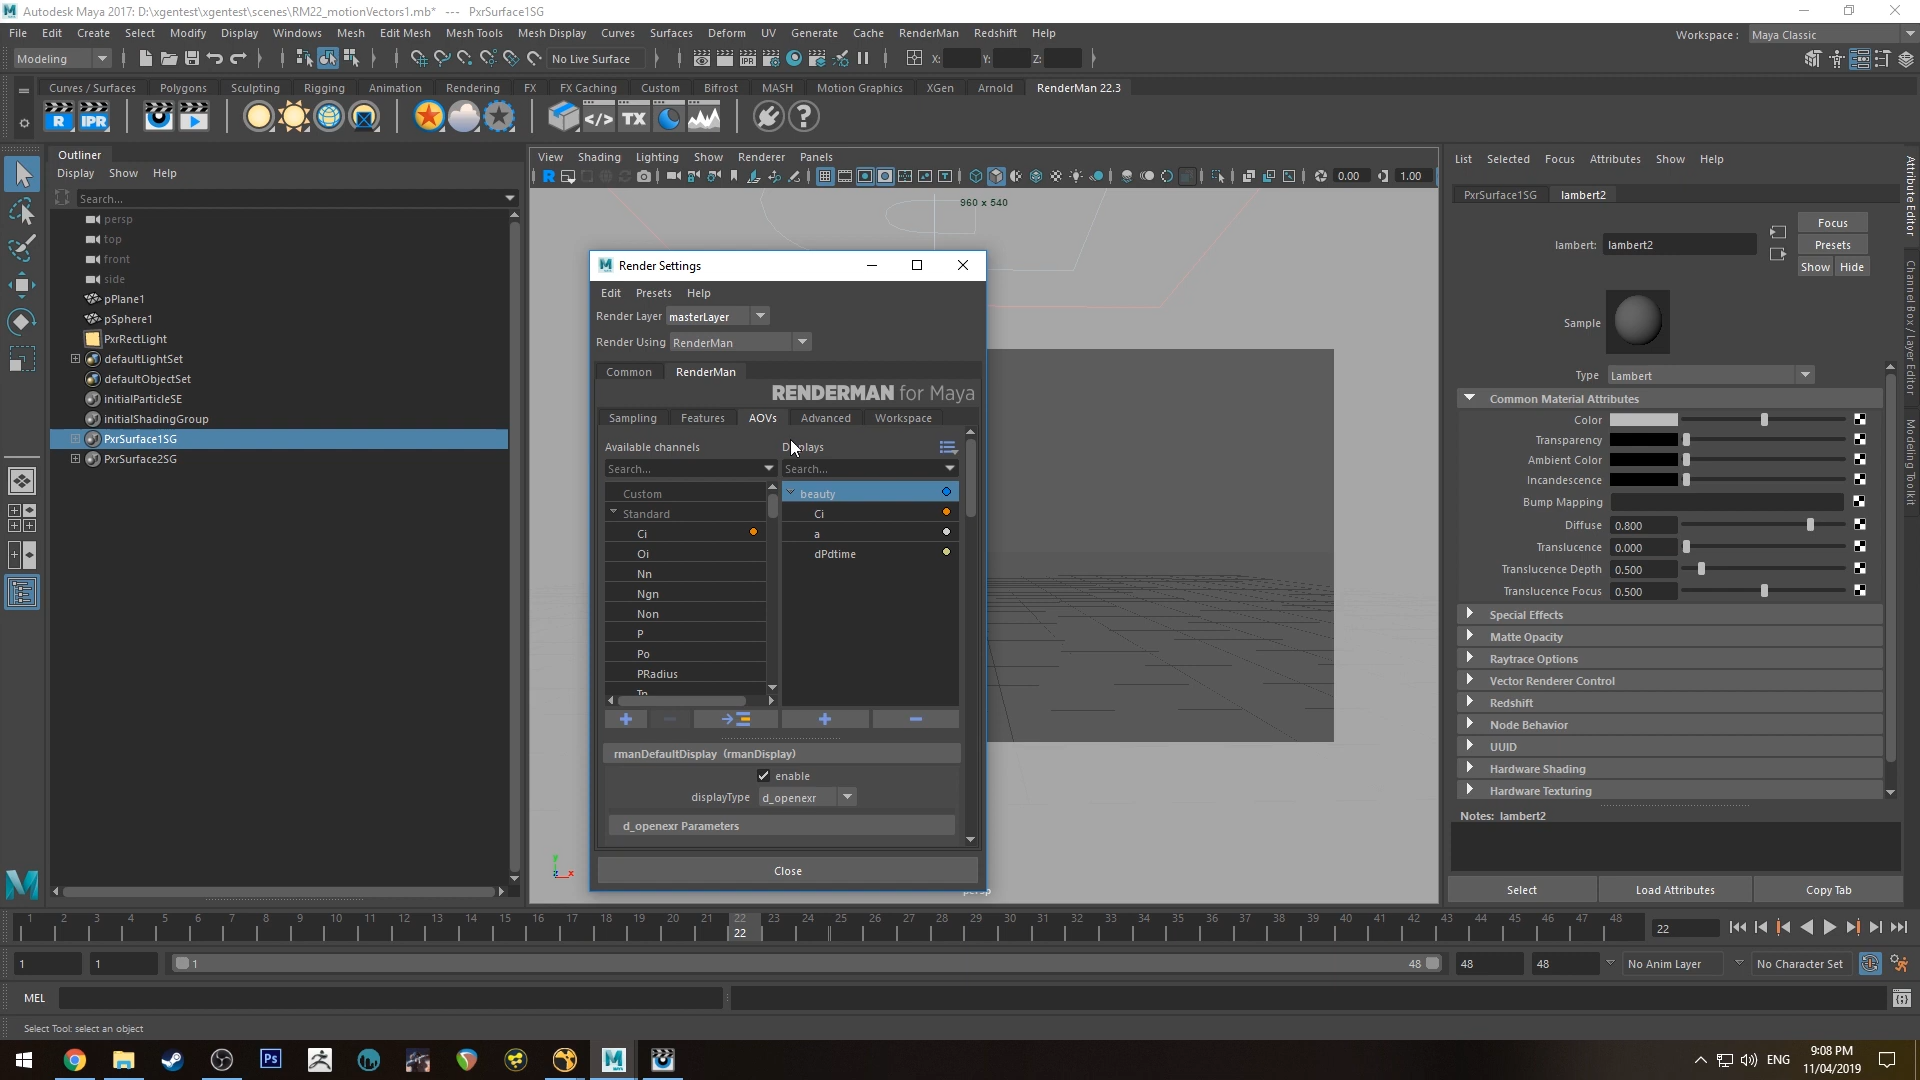 Autodesk Maya 2017: D:\xgentest\xgentest\scenes\RM22_motionVectors1.mb*   ---   PxrSurface1SG
File Edit Create Select Modify Display Windows Mesh Edit Mesh Mesh Tools Mesh Display Curves Surfaces Deform UV Generate Cache RenderMan Redshift Help Workspace : Maya Classic
Modeling No Live Surface IPR X: Y: Z:
Curves / Surfaces Polygons Sculpting Rigging Animation Rendering FX FX Caching Custom Bifrost MASH Motion Graphics XGen Arnold RenderMan 22.3
R IPR </> TX ?
Outliner
Display Show Help
Search...
persp
top
front
side
pPlane1
pSphere1
PxrRectLight
defaultLightSet
defaultObjectSet
initialParticleSE
initialShadingGroup
PxrSurface1SG
PxrSurface2SG
View Shading Lighting Show Renderer Panels
R 0.00 1.00
960 x 540
Render Settings
Edit Presets Help
Render Layer masterLayer
Render Using RenderMan
Common RenderMan
RENDERMAN for Maya
Sampling Features AOVs Advanced Workspace
Available channels
Search...
Custom
Standard
Ci
Oi
Nn
Ngn
Non
P
Po
PRadius
Tn
Search...
beauty
Ci
a
dPdtime
rmanDefaultDisplay (rmanDisplay)
enable
displayType d_openexr
d_openexr Parameters
Close
persp
List Selected Focus Attributes Show Help
PxrSurface1SG lambert2
lambert: lambert2
Focus
Presets
Show Hide
Sample
Type Lambert
Common Material Attributes
Color
Transparency
Ambient Color
Incandescence
Bump Mapping
Diffuse 0.800
Translucence 0.000
Translucence Depth 0.500
Translucence Focus 0.500
Special Effects
Matte Opacity
Raytrace Options
Vector Renderer Control
Redshift
Node Behavior
UUID
Hardware Shading
Hardware Texturing
Notes: lambert2
Select Load Attributes Copy Tab
Attribute Editor
Channel Box / Layer Editor
Modeling Toolkit
1 2 3 4 5 6 7 8 9 10 11 12 13 14 15 16 17 18 19 20 21 22 23 24 25 26 27 28 29 30 31 32 33 34 35 36 37 38 39 40 41 42 43 44 45 46 47 48
22 22
1 1 1 48 48 48 No Anim Layer No Character Set
MEL
Select Tool: select an object
Ps ENG
9:08 PM
11/04/2019